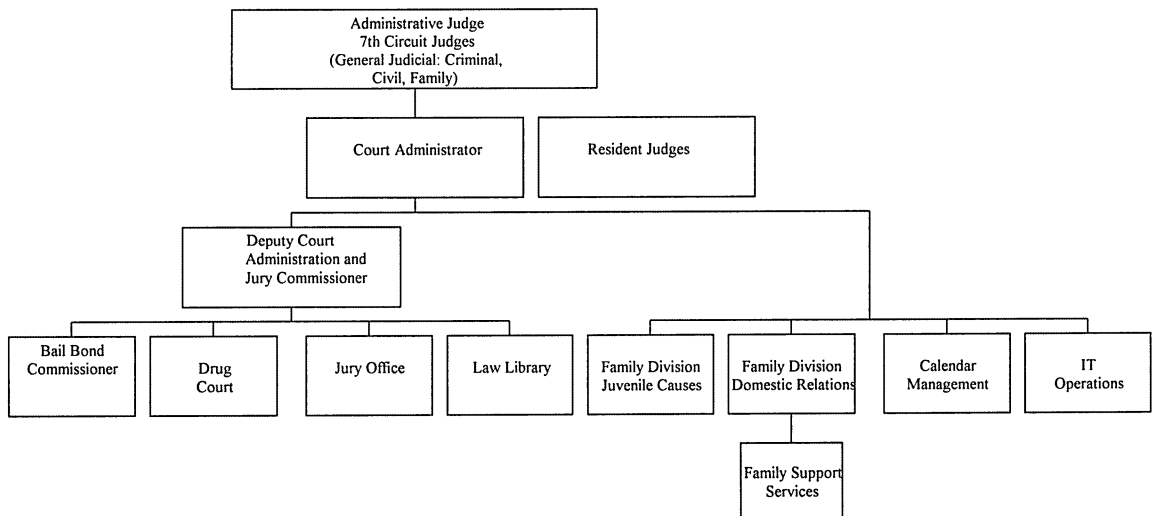 Administrative Judge
7th Circuit Judges
(General Judicial: Criminal,
Civil, Family)
Court Administrator
Resident Judges
Deputy Court
Administration and
Jury Commissioner
Bail Bond
Commissioner
Drug
Court
Jury Office
Law Library
Family Division
Juvenile Causes
Family Division
Domestic Relations
Calendar
Management
IT
Operations
Family Support
Services